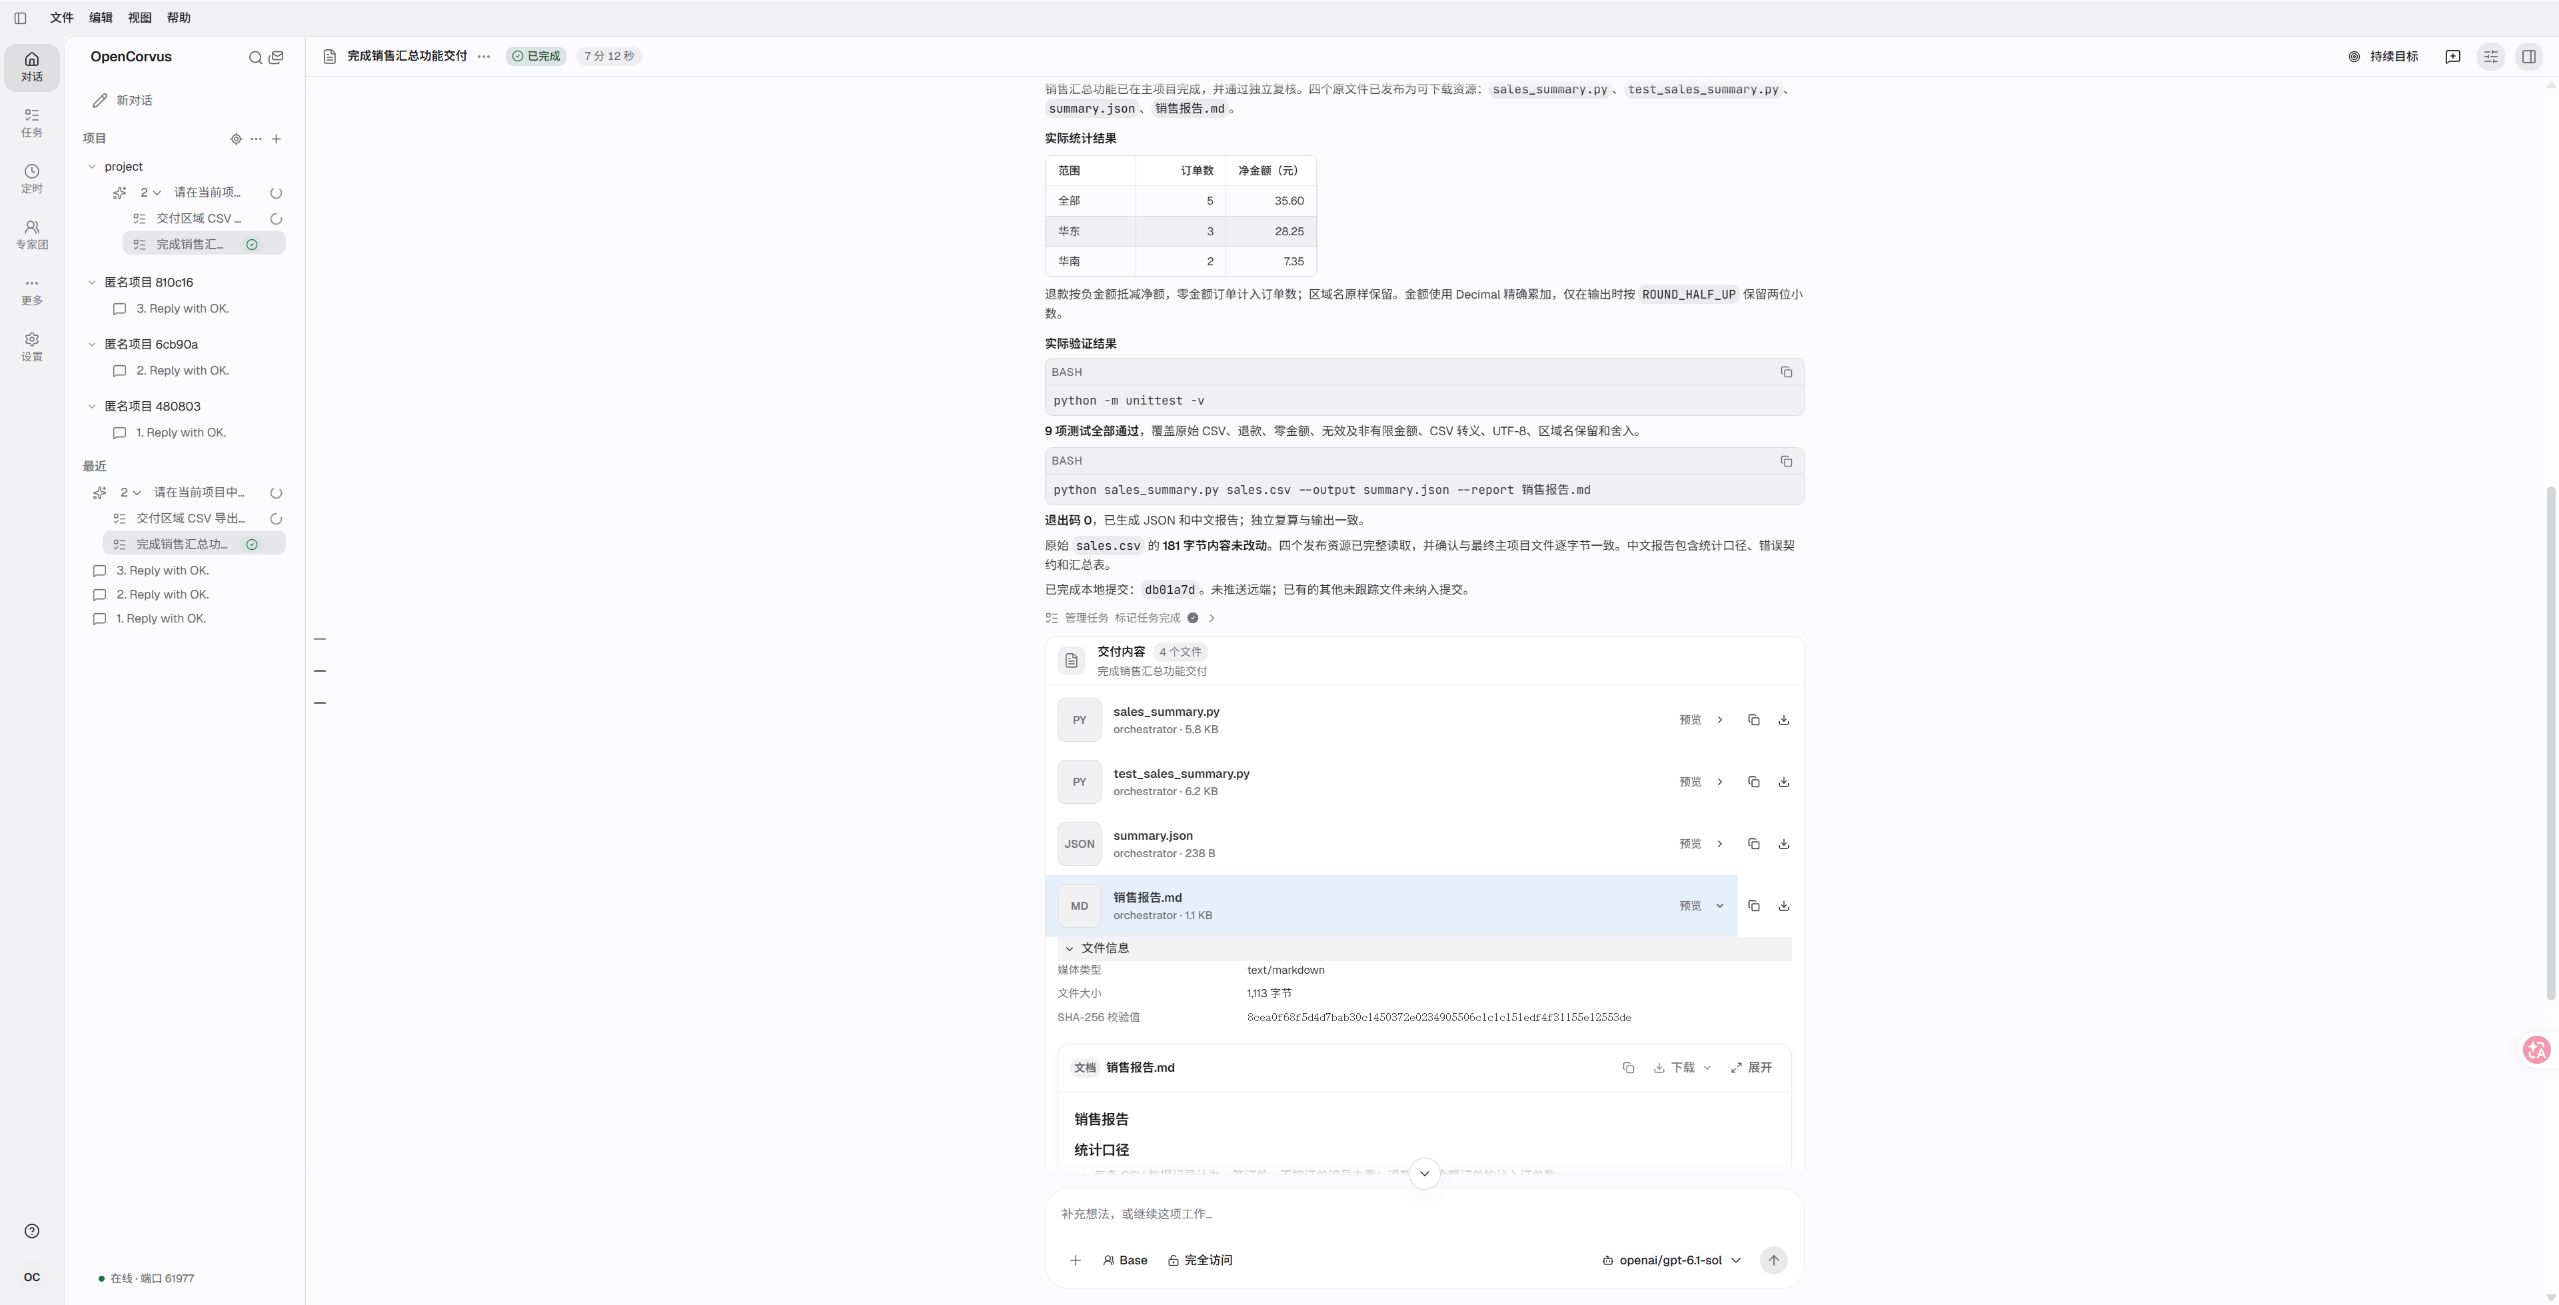 文件 编辑 视图 帮助
对话
任务
定时
专家团
更多
设置
OC
OpenCorvus
新对话
项目
project
2 请在当前项...
交付区域 CSV ...
完成销售汇...
匿名项目 810c16
3. Reply with OK.
匿名项目 6cb90a
2. Reply with OK.
匿名项目 480803
1. Reply with OK.
最近
2 请在当前项目中...
交付区域 CSV 导出...
完成销售汇总功...
3. Reply with OK.
2. Reply with OK.
1. Reply with OK.
在线 · 端口 61977
完成销售汇总功能交付 ... 已完成 7 分 12 秒
持续目标
销售汇总功能已在主项目完成，并通过独立复核。四个原文件已发布为可下载资源：sales_summary.py、test_sales_summary.py、
summary.json、销售报告.md。
实际统计结果
范围 订单数 净金额（元）
全部 5 35.60
华东 3 28.25
华南 2 7.35
退款按负金额抵减净额，零金额订单计入订单数；区域名原样保留。金额使用 Decimal 精确累加，仅在输出时按 ROUND_HALF_UP 保留两位小
数。
实际验证结果
BASH
python -m unittest -v
9 项测试全部通过，覆盖原始 CSV、退款、零金额、无效及非有限金额、CSV 转义、UTF-8、区域名保留和舍入。
BASH
python sales_summary.py sales.csv --output summary.json --report 销售报告.md
退出码 0，已生成 JSON 和中文报告；独立复算与输出一致。
原始 sales.csv 的 181 字节内容未改动。四个发布资源已完整读取，并确认与最终主项目文件逐字节一致。中文报告包含统计口径、错误契
约和汇总表。
已完成本地提交：db01a7d。未推送远端；已有的其他未跟踪文件未纳入提交。
管理任务 标记任务完成
交付内容 4 个文件
完成销售汇总功能交付
PY
sales_summary.py
orchestrator · 5.8 KB
预览
PY
test_sales_summary.py
orchestrator · 6.2 KB
预览
JSON
summary.json
orchestrator · 238 B
预览
MD
销售报告.md
orchestrator · 1.1 KB
预览
文件信息
媒体类型 text/markdown
文件大小 1,113 字节
SHA-256 校验值 8cea0f68f5d4d7bab30c1450372e0234905506c1c1c151edf4f31155e12553de
文档 销售报告.md 下载 展开
销售报告
统计口径
补充想法，或继续这项工作...
Base 完全访问 openai/gpt-6.1-sol